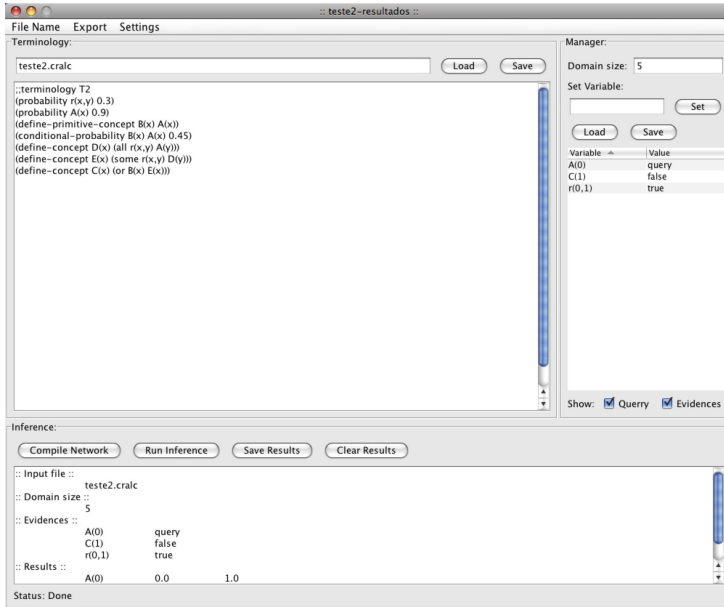 :: teste2-resultados ::
File Name Export Settings
Terminology:
teste2.cralc Load Save
;;terminology T2
(probability r(x,y) 0.3)
(probability A(x) 0.9)
(define-primitive-concept B(x) A(x))
(conditional-probability B(x) A(x) 0.45)
(define-concept D(x) (all r(x,y) A(y)))
(define-concept E(x) (some r(x,y) D(y)))
(define-concept C(x) (or B(x) E(x)))
Manager:
Domain size: 5
Set Variable:
Set
Load Save
Variable Value
A(0) query
C(1) false
r(0,1) true
Show: Querry Evidences
Inference:
Compile Network Run Inference Save Results Clear Results
:: Input file ::
teste2.cralc
:: Domain size ::
5
:: Evidences ::
A(0) query
C(1) false
r(0,1) true
:: Results ::
A(0) 0.0 1.0
Status: Done